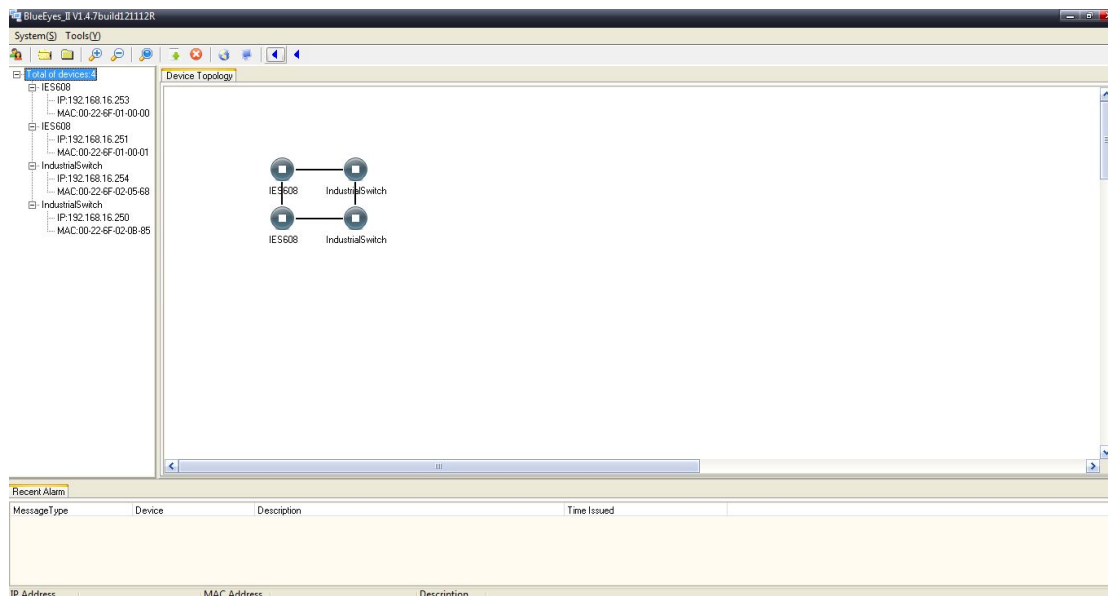 BlueEyes_II V1.4.7build121112R
System(S) Tools(Y)
Total of devices:4
IES608
IP:192.168.16.253
MAC:00-22-6F-01-00-00
IES608
IP:192.168.16.251
MAC:00-22-6F-01-00-01
IndustrialSwitch
IP:192.168.16.254
MAC:00-22-6F-02-05-68
IndustrialSwitch
IP:192.168.16.250
MAC:00-22-6F-02-0B-85
Device Topology
IES608 IndustrialSwitch
IES608 IndustrialSwitch
Recent Alarm
MessageType Device Description Time Issued
IP Address MAC Address Description